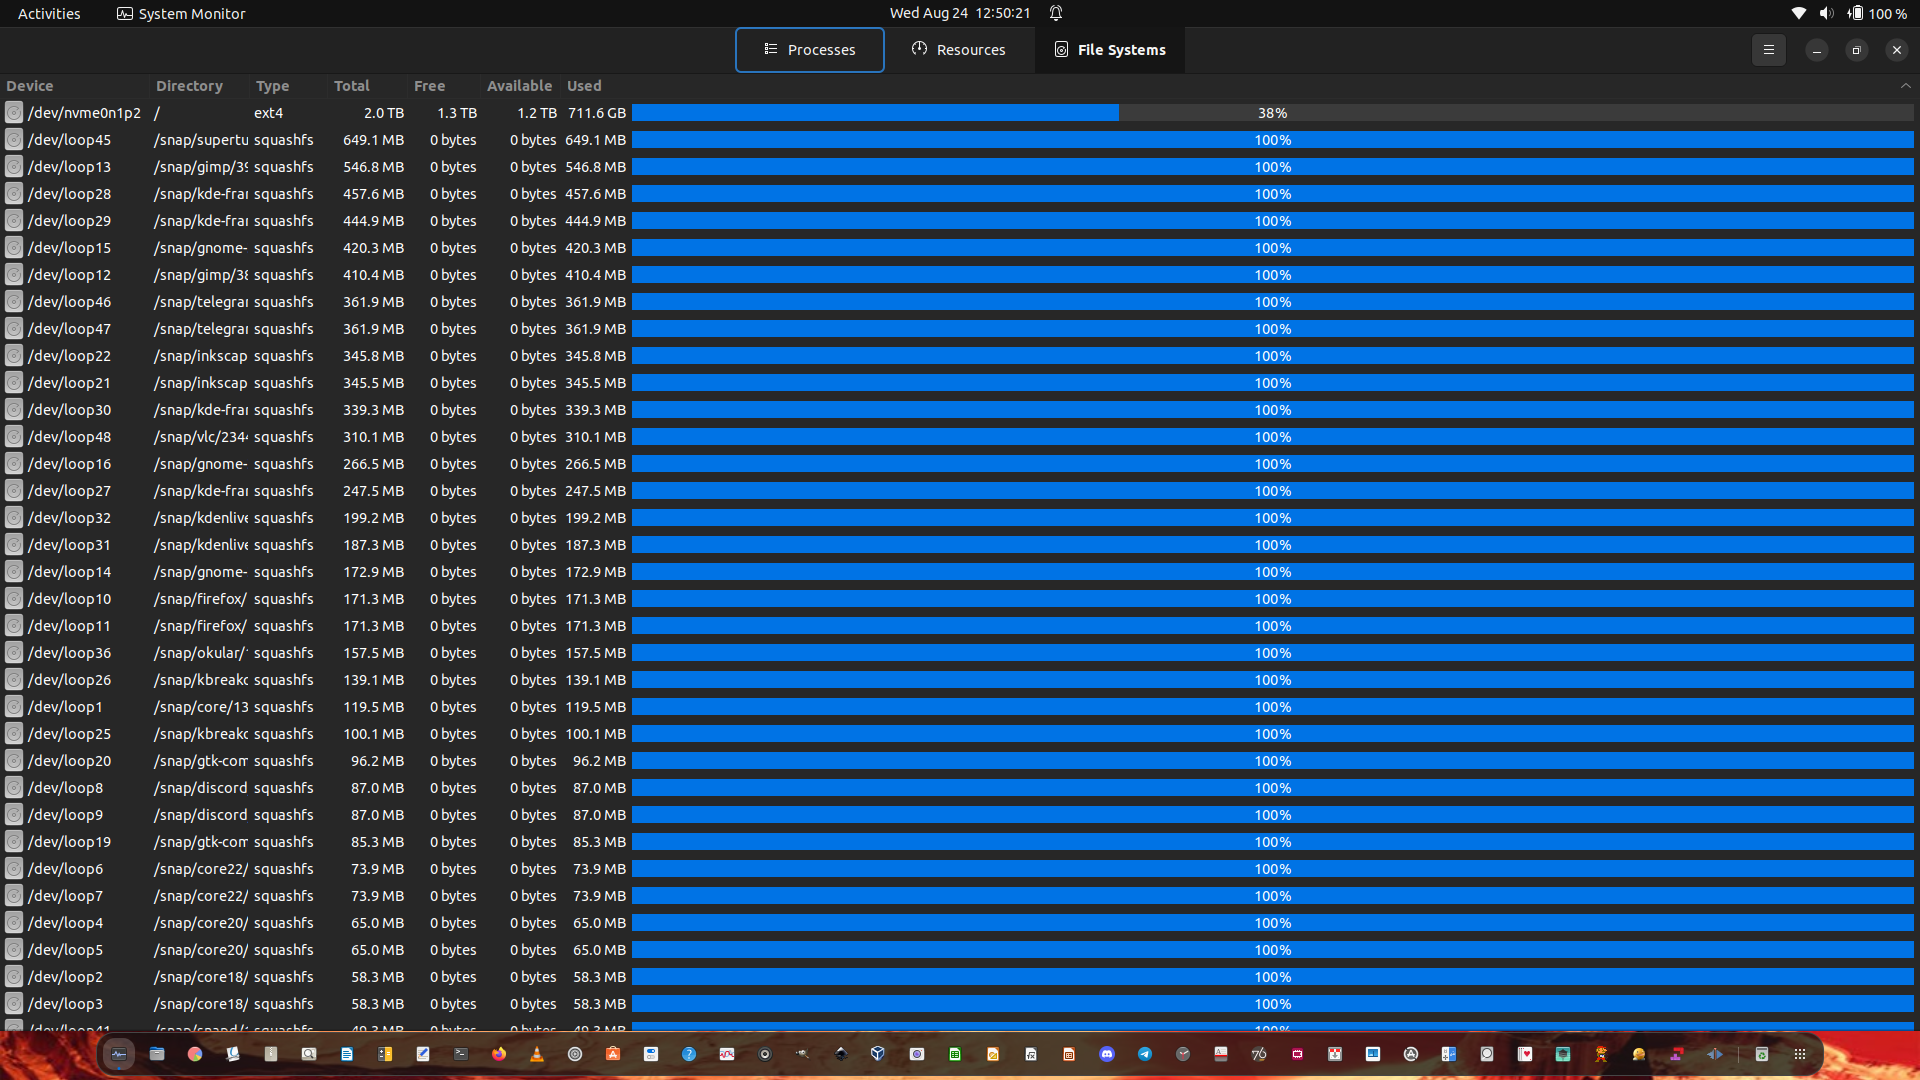 Activities System Monitor Wed Aug 24 12:50:21 100 %
Processes Resources File Systems
Device Directory Type Total Free Available Used
/dev/nvme0n1p2 / ext4 2.0 TB 1.3 TB 1.2 TB 711.6 GB 38%
/dev/loop45 /snap/supertu squashfs 649.1 MB 0 bytes 0 bytes 649.1 MB 100%
/dev/loop13 /snap/gimp/39 squashfs 546.8 MB 0 bytes 0 bytes 546.8 MB 100%
/dev/loop28 /snap/kde-fra squashfs 457.6 MB 0 bytes 0 bytes 457.6 MB 100%
/dev/loop29 /snap/kde-fra squashfs 444.9 MB 0 bytes 0 bytes 444.9 MB 100%
/dev/loop15 /snap/gnome- squashfs 420.3 MB 0 bytes 0 bytes 420.3 MB 100%
/dev/loop12 /snap/gimp/38 squashfs 410.4 MB 0 bytes 0 bytes 410.4 MB 100%
/dev/loop46 /snap/telegra squashfs 361.9 MB 0 bytes 0 bytes 361.9 MB 100%
/dev/loop47 /snap/telegra squashfs 361.9 MB 0 bytes 0 bytes 361.9 MB 100%
/dev/loop22 /snap/inkscap squashfs 345.8 MB 0 bytes 0 bytes 345.8 MB 100%
/dev/loop21 /snap/inkscap squashfs 345.5 MB 0 bytes 0 bytes 345.5 MB 100%
/dev/loop30 /snap/kde-fra squashfs 339.3 MB 0 bytes 0 bytes 339.3 MB 100%
/dev/loop48 /snap/vlc/2344 squashfs 310.1 MB 0 bytes 0 bytes 310.1 MB 100%
/dev/loop16 /snap/gnome- squashfs 266.5 MB 0 bytes 0 bytes 266.5 MB 100%
/dev/loop27 /snap/kde-fra squashfs 247.5 MB 0 bytes 0 bytes 247.5 MB 100%
/dev/loop32 /snap/kdenlive squashfs 199.2 MB 0 bytes 0 bytes 199.2 MB 100%
/dev/loop31 /snap/kdenlive squashfs 187.3 MB 0 bytes 0 bytes 187.3 MB 100%
/dev/loop14 /snap/gnome- squashfs 172.9 MB 0 bytes 0 bytes 172.9 MB 100%
/dev/loop10 /snap/firefox/ squashfs 171.3 MB 0 bytes 0 bytes 171.3 MB 100%
/dev/loop11 /snap/firefox/ squashfs 171.3 MB 0 bytes 0 bytes 171.3 MB 100%
/dev/loop36 /snap/okular/ squashfs 157.5 MB 0 bytes 0 bytes 157.5 MB 100%
/dev/loop26 /snap/kbreako squashfs 139.1 MB 0 bytes 0 bytes 139.1 MB 100%
/dev/loop1 /snap/core/13 squashfs 119.5 MB 0 bytes 0 bytes 119.5 MB 100%
/dev/loop25 /snap/kbreako squashfs 100.1 MB 0 bytes 0 bytes 100.1 MB 100%
/dev/loop20 /snap/gtk-com squashfs 96.2 MB 0 bytes 0 bytes 96.2 MB 100%
/dev/loop8 /snap/discord squashfs 87.0 MB 0 bytes 0 bytes 87.0 MB 100%
/dev/loop9 /snap/discord squashfs 87.0 MB 0 bytes 0 bytes 87.0 MB 100%
/dev/loop19 /snap/gtk-com squashfs 85.3 MB 0 bytes 0 bytes 85.3 MB 100%
/dev/loop6 /snap/core22/ squashfs 73.9 MB 0 bytes 0 bytes 73.9 MB 100%
/dev/loop7 /snap/core22/ squashfs 73.9 MB 0 bytes 0 bytes 73.9 MB 100%
/dev/loop4 /snap/core20/ squashfs 65.0 MB 0 bytes 0 bytes 65.0 MB 100%
/dev/loop5 /snap/core20/ squashfs 65.0 MB 0 bytes 0 bytes 65.0 MB 100%
/dev/loop2 /snap/core18/ squashfs 58.3 MB 0 bytes 0 bytes 58.3 MB 100%
/dev/loop3 /snap/core18/ squashfs 58.3 MB 0 bytes 0 bytes 58.3 MB 100%
/dev/loop41 /snap/snapd/ squashfs 49.3 MB 0 bytes 0 bytes 49.3 MB 100%